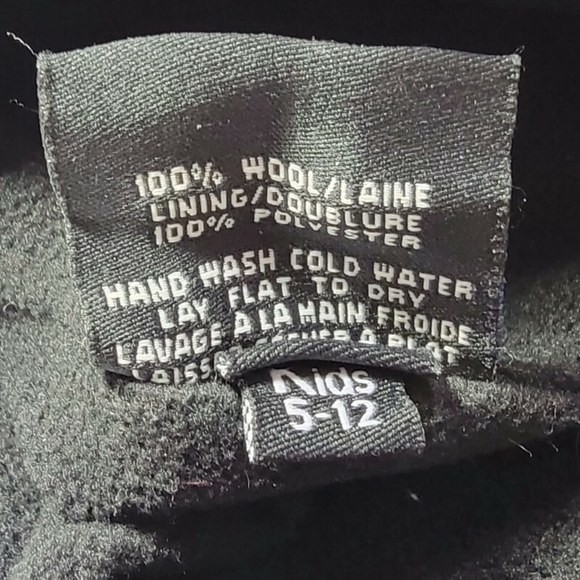 100% WOOL/LAINE
LINING/DOUBLURE
100% POLYESTER
HAND WASH COLD WATER
LAY FLAT TO DRY
LAVAGE A LA MAIN FROIDE
A PLAT
Kids
5-12